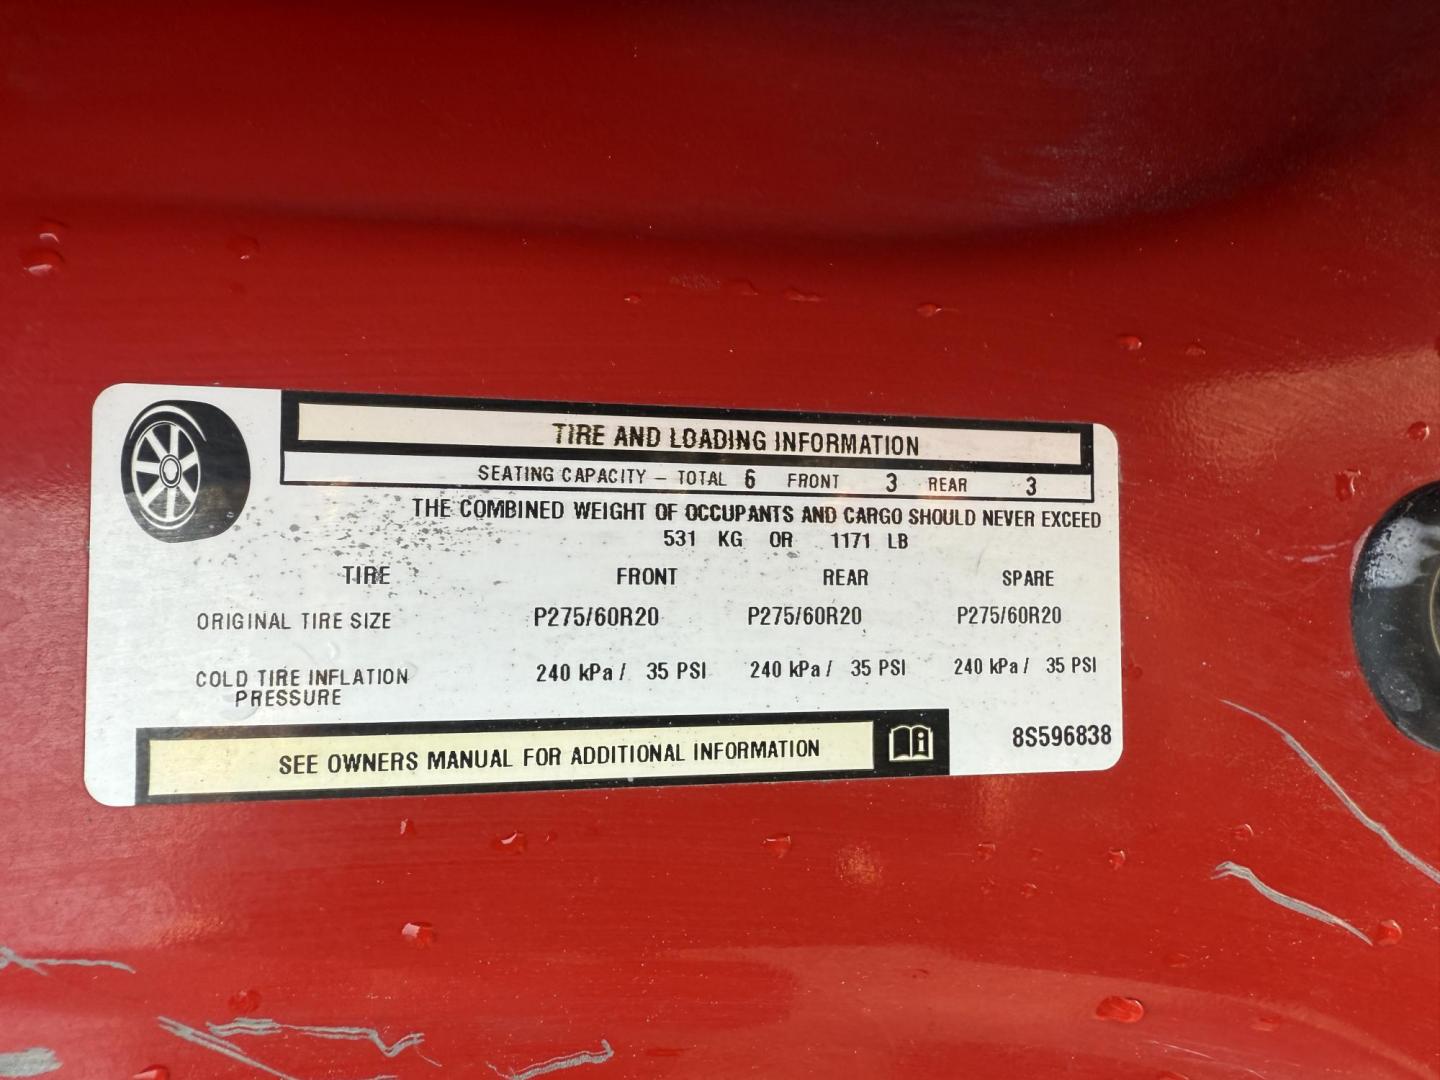 TIRE AND LOADING INFORMATION
SEATING CAPACITY – TOTAL 6 FRONT 3 REAR 3
THE COMBINED WEIGHT OF OCCUPANTS AND CARGO SHOULD NEVER EXCEED
531 KG OR 1171 LB
TIRE FRONT REAR SPARE
ORIGINAL TIRE SIZE P275/60R20 P275/60R20 P275/60R20
COLD TIRE INFLATION 240 kPa / 35 PSI 240 kPa / 35 PSI 240 kPa / 35 PSI
PRESSURE
SEE OWNERS MANUAL FOR ADDITIONAL INFORMATION
8S596838